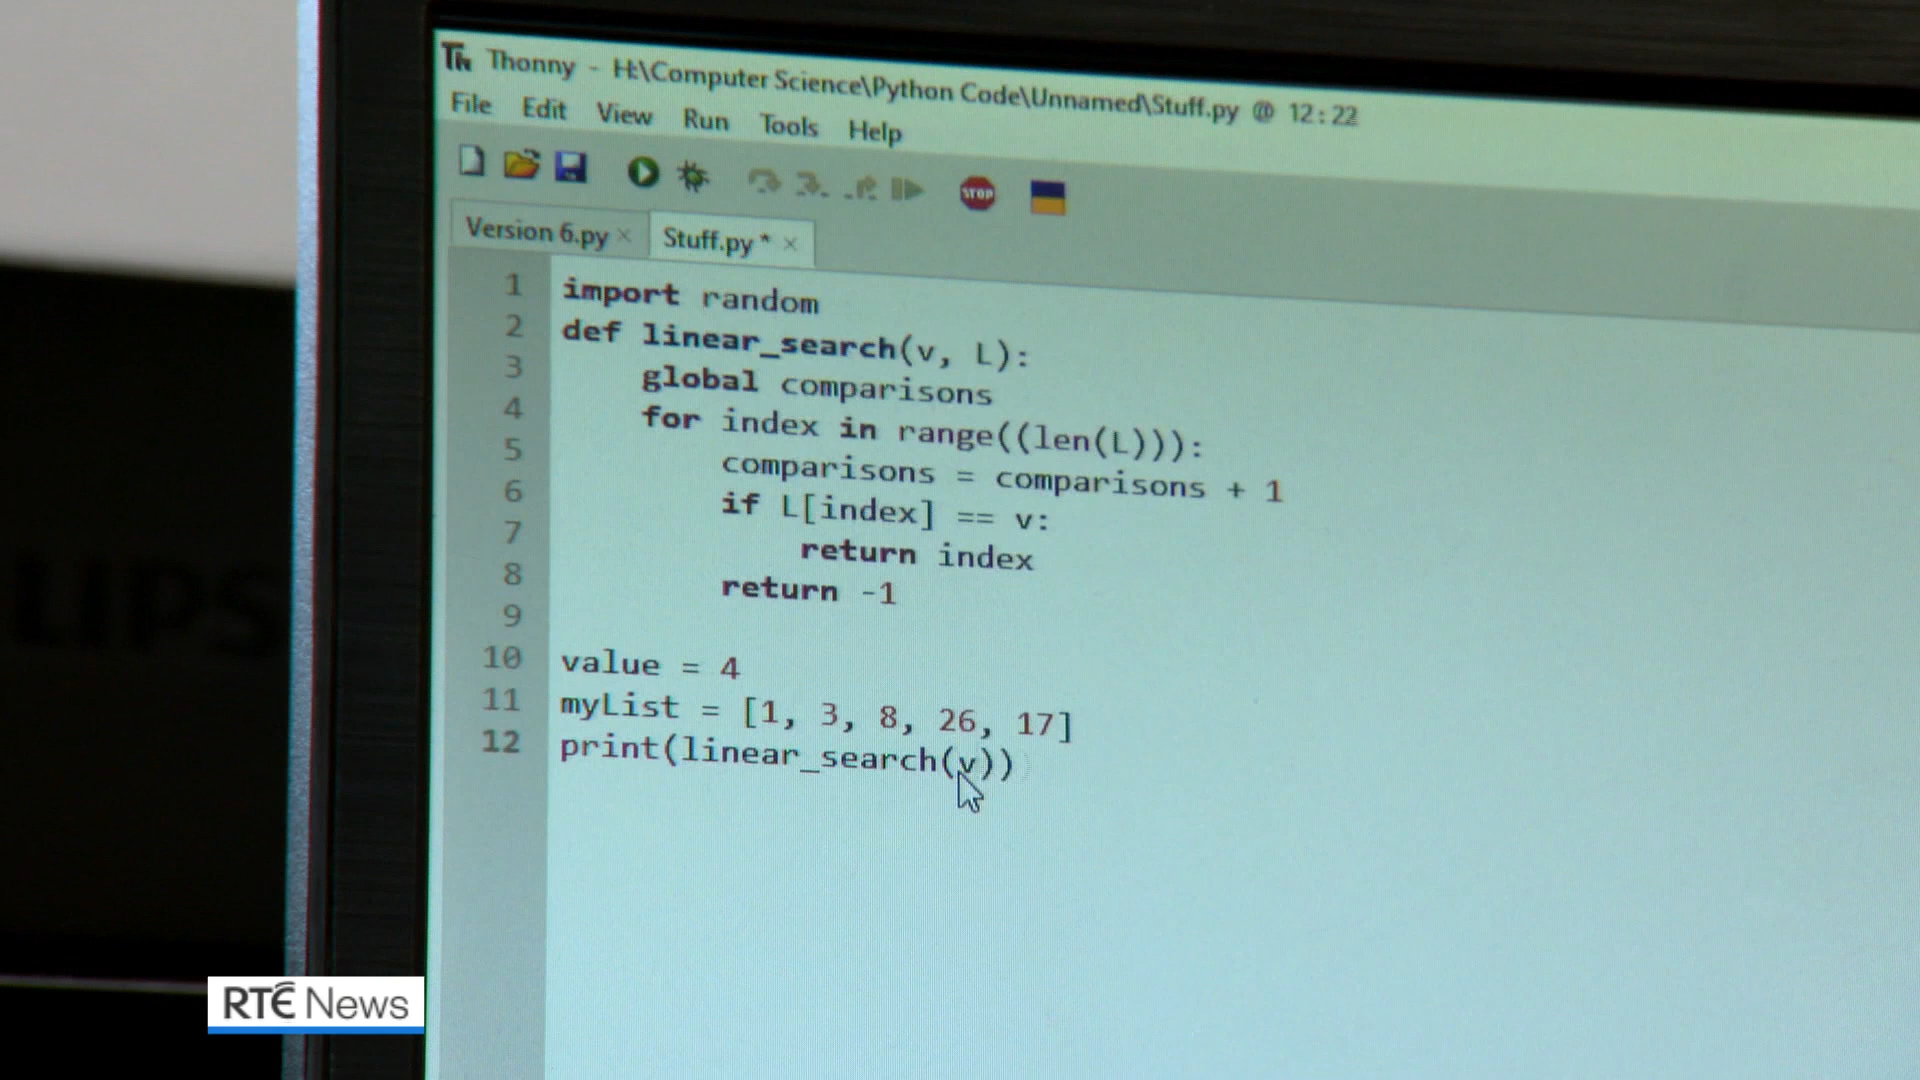 Thonny - H:\Computer Science\Python Code\Unnamed\Stuff.py @ 12:22
File Edit View Run Tools Help
STOP
Version 6.py × Stuff.py * ×
1 import random
2 def linear_search(v, L):
3     global comparisons
4     for index in range((len(L))):
5         comparisons = comparisons + 1
6         if L[index] == v:
7             return index
8         return -1
9
10 value = 4
11 myList = [1, 3, 8, 26, 17]
12 print(linear_search(v))
LIPS
RTÉ News